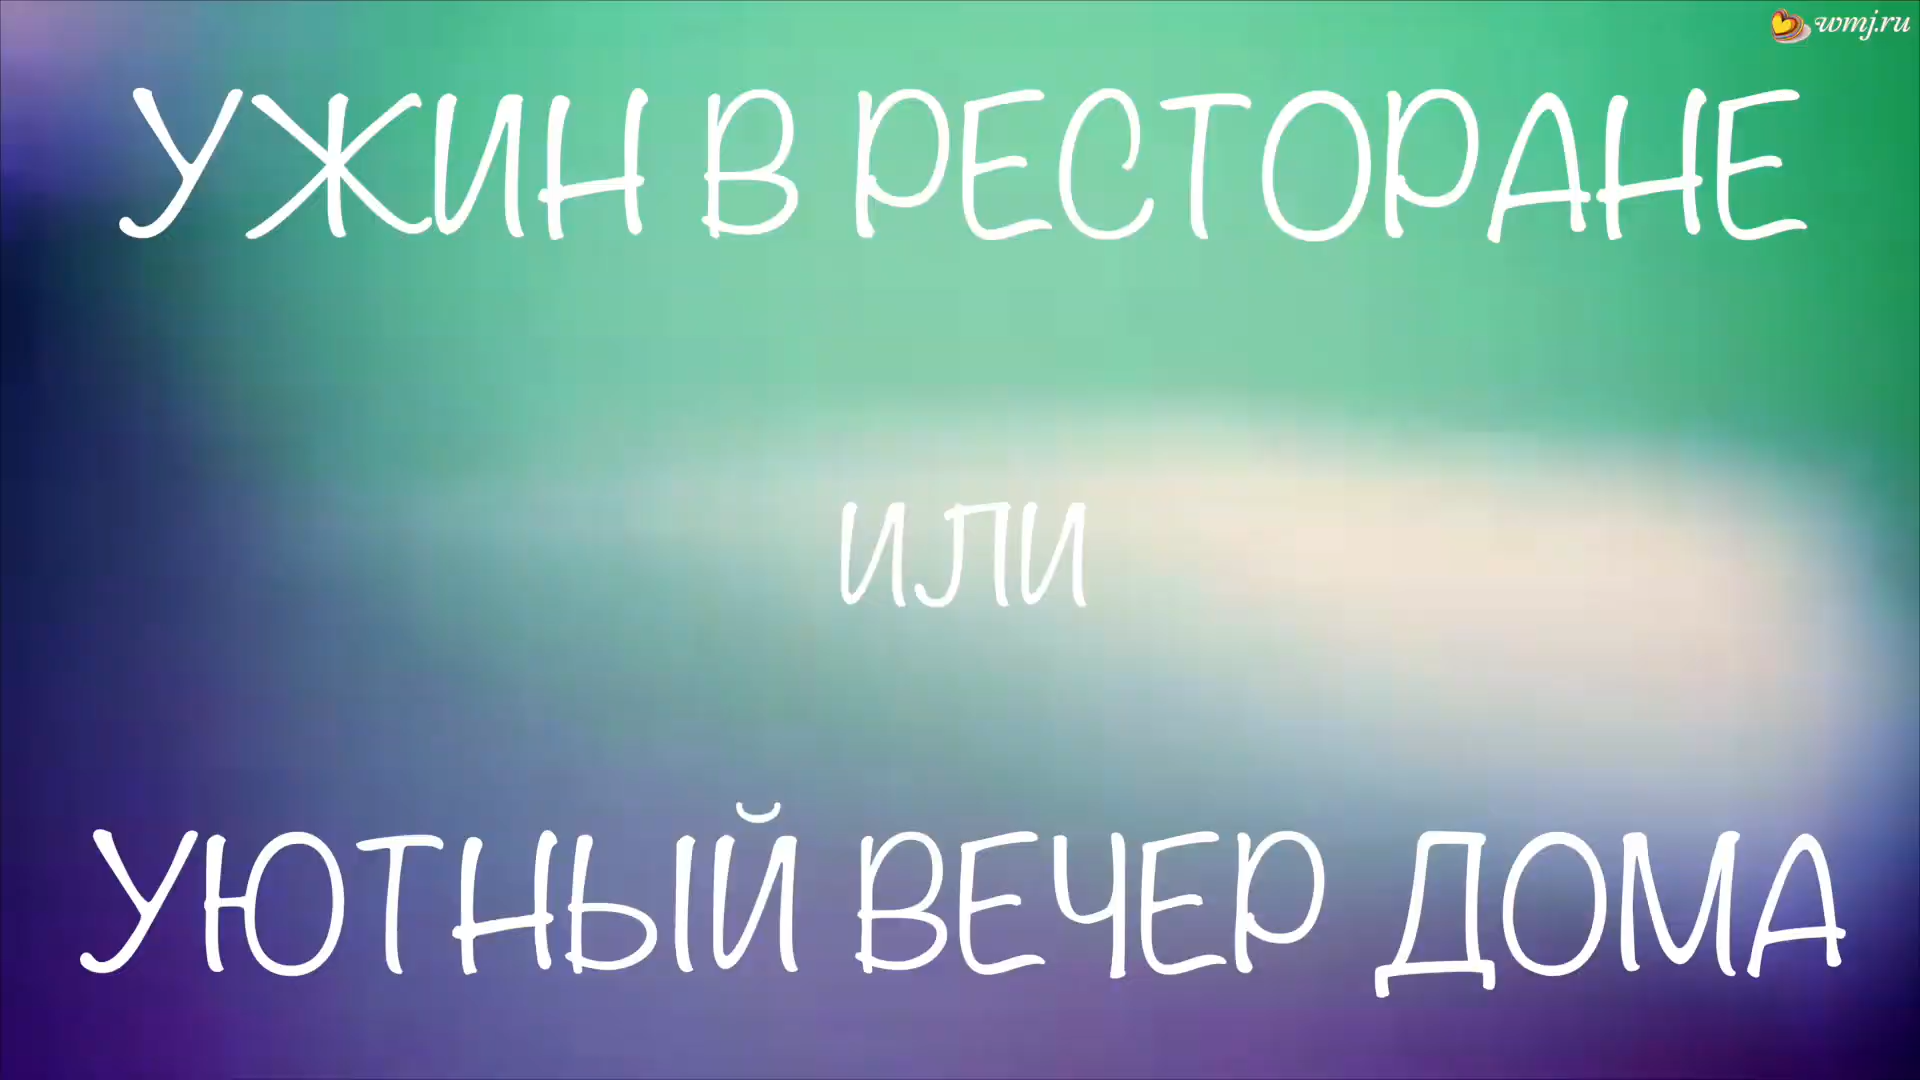 wmj.ru
УЖИН В РЕСТОРАНЕ
ИЛИ
УЮТНЫЙ ВЕЧЕР ДОМА